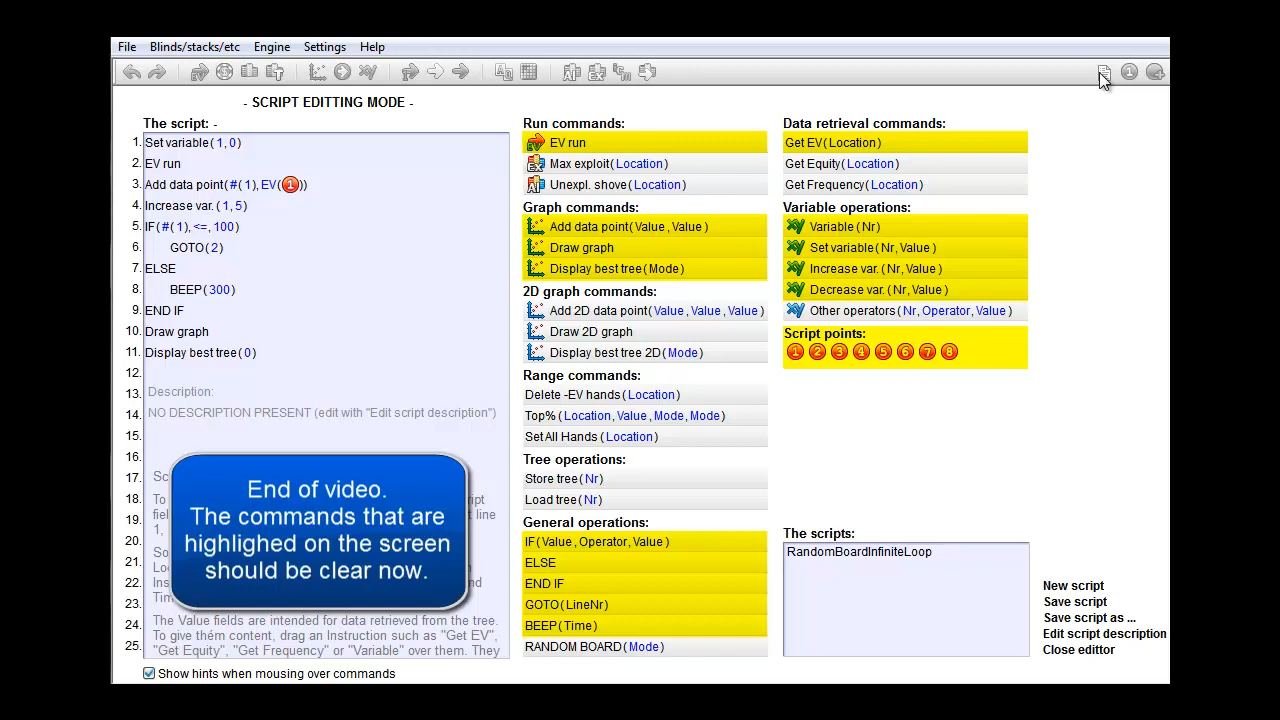 File Blinds/stacks/etc Engine Settings Help
- SCRIPT EDITTING MODE -
The script: -
1. Set variable( 1, 0)
2. EV run
3. Add data point( #( 1), EV( 1 ))
4. Increase var. ( 1, 5)
5. IF( #( 1), <=, 100)
6. GOTO( 2)
7. ELSE
8. BEEP( 300)
9. END IF
10. Draw graph
11. Display best tree( 0)
12.
13. Description:
14. NO DESCRIPTION PRESENT (edit with "Edit script description")
15.
16.
17. Sc
18. To ript
19. fiel t line
20. 1,
21. So
22. Loc
Ins nd
23. Tim
24. The Value fields are intended for data retrieved from the tree.
To give thém content, drag an Instruction such as "Get EV",
25. "Get Equity", "Get Frequency" or "Variable" over them. They
End of video.
The commands that are
highlighed on the screen
should be clear now.
Show hints when mousing over commands
Run commands:
EV run
Max exploit( Location)
Unexpl. shove ( Location)
Graph commands:
Add data point( Value , Value )
Draw graph
Display best tree ( Mode)
2D graph commands:
Add 2D data point( Value , Value , Value )
Draw 2D graph
Display best tree 2D( Mode)
Range commands:
Delete -EV hands ( Location)
Top% ( Location, Value, Mode, Mode)
Set All Hands ( Location)
Tree operations:
Store tree ( Nr)
Load tree ( Nr)
General operations:
IF( Value , Operator, Value )
ELSE
END IF
GOTO( LineNr)
BEEP( Time)
RANDOM BOARD ( Mode)
Data retrieval commands:
Get EV( Location)
Get Equity( Location)
Get Frequency( Location)
Variable operations:
Variable ( Nr)
Set variable( Nr, Value )
Increase var. ( Nr, Value )
Decrease var. ( Nr, Value )
Other operators ( Nr, Operator, Value )
Script points:
1 2 3 4 5 6 7 8
The scripts:
RandomBoardInfiniteLoop
New script
Save script
Save script as ...
Edit script description
Close edittor